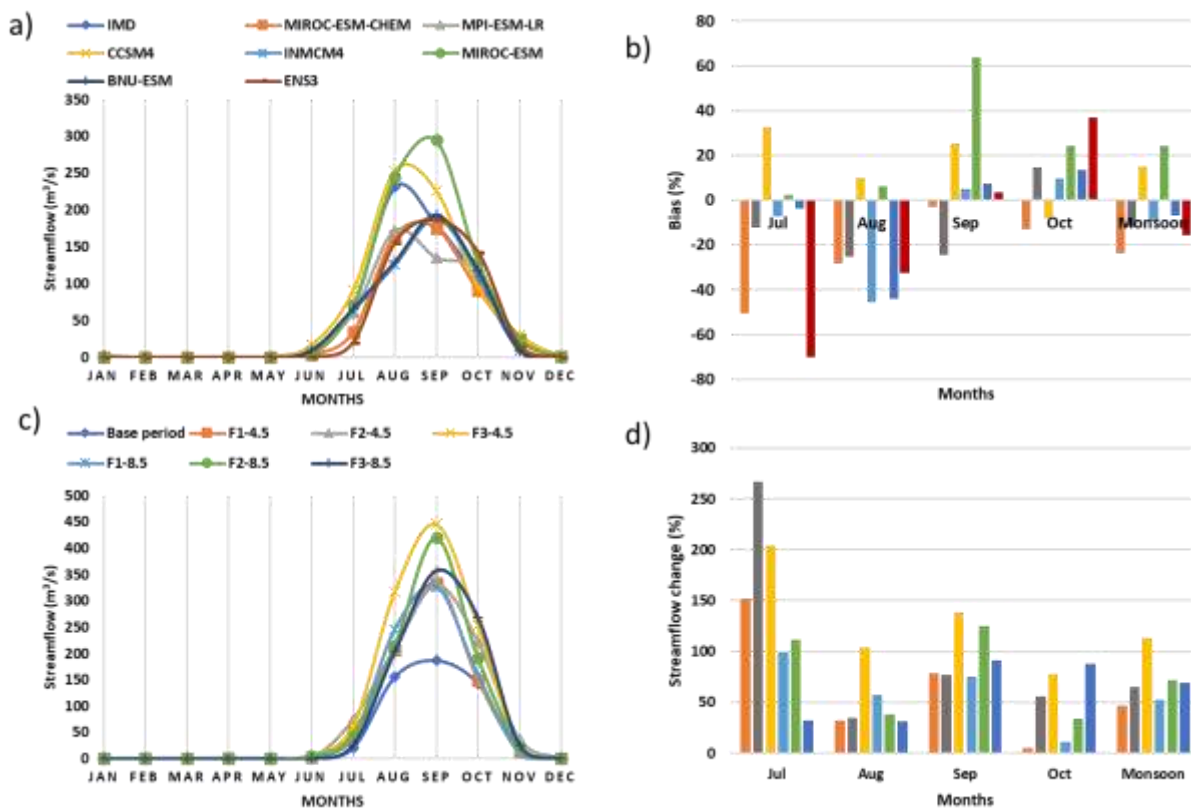 a)
IMD MIROC-ESM-CHEM MPI-ESM-LR
CCSM4 INMCM4 MIROC-ESM
BNU-ESM ENS3
350
300
250
200
150
100
50
0
Streamflow (m³/s)
JAN FEB MAR APR MAY JUN JUL AUG SEP OCT NOV DEC
MONTHS
b)
80
60
40
20
0
-20
-40
-60
-80
Bias (%)
Jul Aug Sep Oct Monsoon
Months
c)
Base period F1-4.5 F2-4.5 F3-4.5
F1-8.5 F2-8.5 F3-8.5
500
450
400
350
300
250
200
150
100
50
0
Streamflow (m³/s)
JAN FEB MAR APR MAY JUN JUL AUG SEP OCT NOV DEC
MONTHS
d)
300
250
200
150
100
50
0
Streamflow change (%)
Jul Aug Sep Oct Monsoon
Months